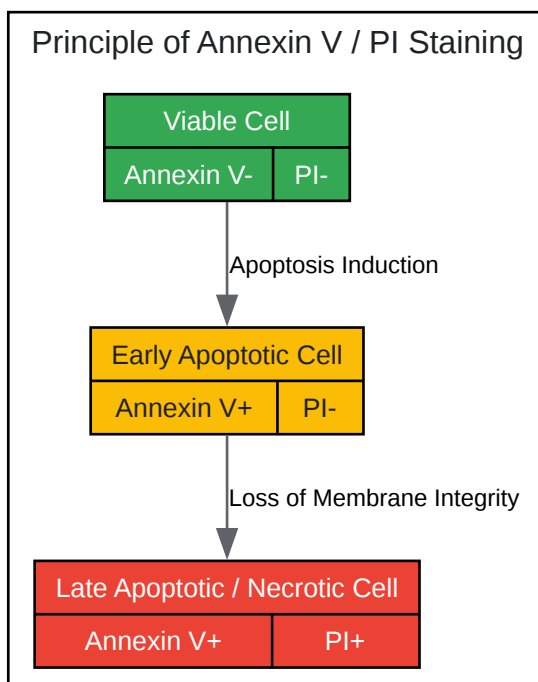 Principle of Annexin V / PI Staining
Viable Cell
Annexin V- PI-
Apoptosis Induction
Early Apoptotic Cell
Annexin V+ PI-
Loss of Membrane Integrity
Late Apoptotic / Necrotic Cell
Annexin V+ PI+